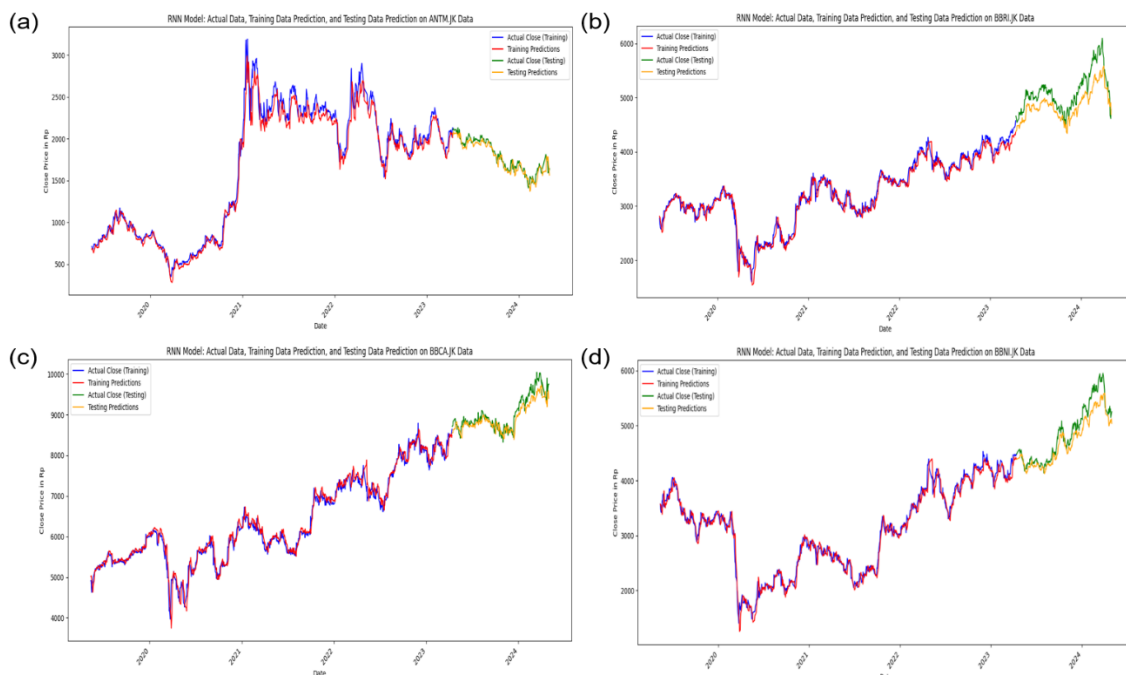 (a)
RNN Model: Actual Data, Training Data Prediction, and Testing Data Prediction on ANTM.JK Data
Actual Close (Training)
Training Predictions
Actual Close (Testing)
Testing Predictions
Close Price in Rp
3000
2500
2000
1500
1000
500
2020
2021
2022
2023
2024
Date
(b)
RNN Model: Actual Data, Training Data Prediction, and Testing Data Prediction on BBRI.JK Data
Actual Close (Training)
Training Predictions
Actual Close (Testing)
Testing Predictions
Close Price in Rp
6000
5000
4000
3000
2000
2020
2021
2022
2023
2024
Date
(c)
RNN Model: Actual Data, Training Data Prediction, and Testing Data Prediction on BBCA.JK Data
Actual Close (Training)
Training Predictions
Actual Close (Testing)
Testing Predictions
Close Price in Rp
10000
9000
8000
7000
6000
5000
4000
2020
2021
2022
2023
2024
Date
(d)
RNN Model: Actual Data, Training Data Prediction, and Testing Data Prediction on BBNI.JK Data
Actual Close (Training)
Training Predictions
Actual Close (Testing)
Testing Predictions
Close Price in Rp
6000
5000
4000
3000
2000
2020
2021
2022
2023
2024